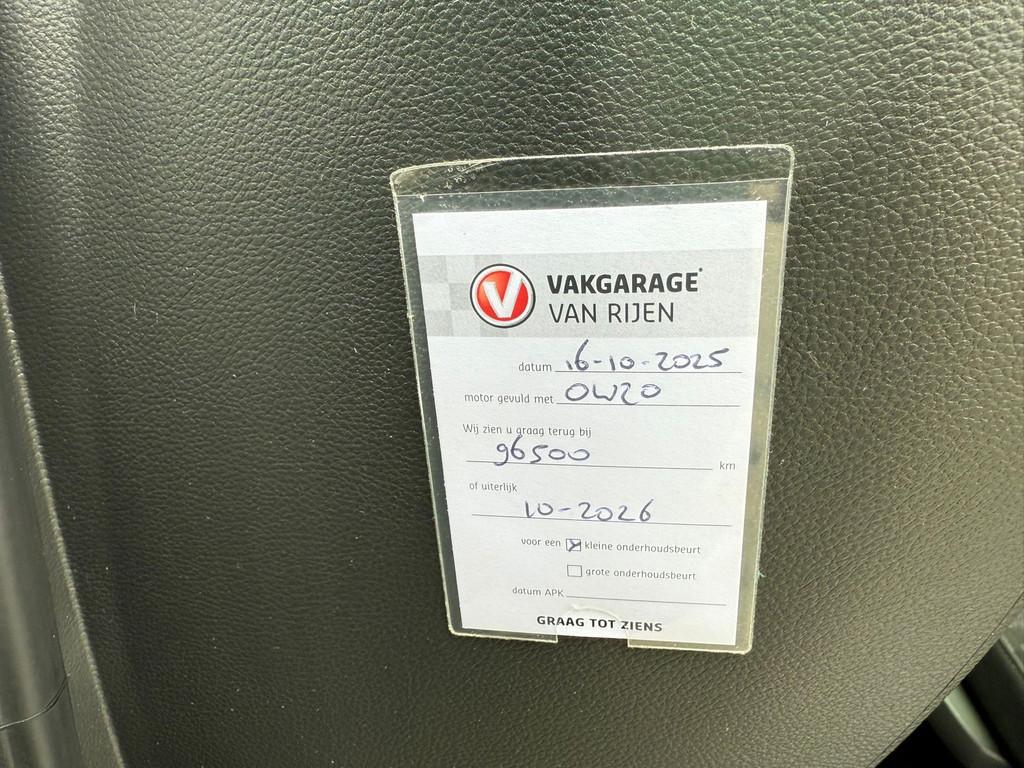 V VAKGARAGE
VAN RIJEN
datum 16-10-2025
motor gevuld met 0W20
Wij zien u graag terug bij
96500 km
of uiterlijk
10-2026
voor een kleine onderhoudsbeurt
grote onderhoudsbeurt
datum APK
GRAAG TOT ZIENS